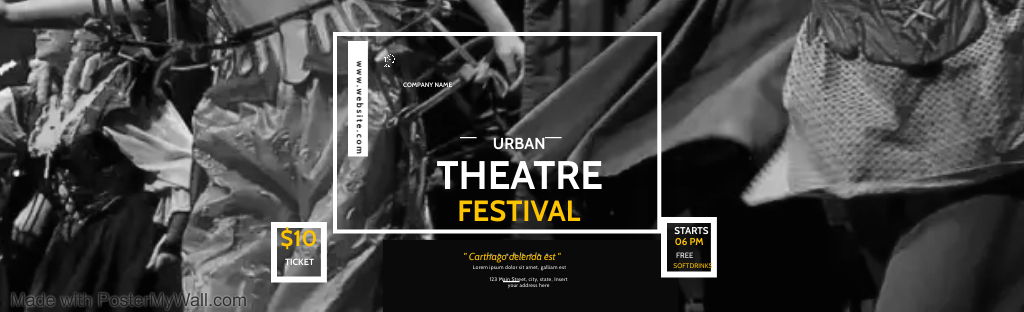 www.website.com
COMPANY NAME
URBAN
THEATRE
FESTIVAL
$10
TICKET
STARTS
06 PM
FREE
SOFTDRINKS
" Carthago delenda est "
Lorem ipsum dolor sit amet, galisum est
123 Main Street, city, state, Insert
your address here
Made with PosterMyWall.com